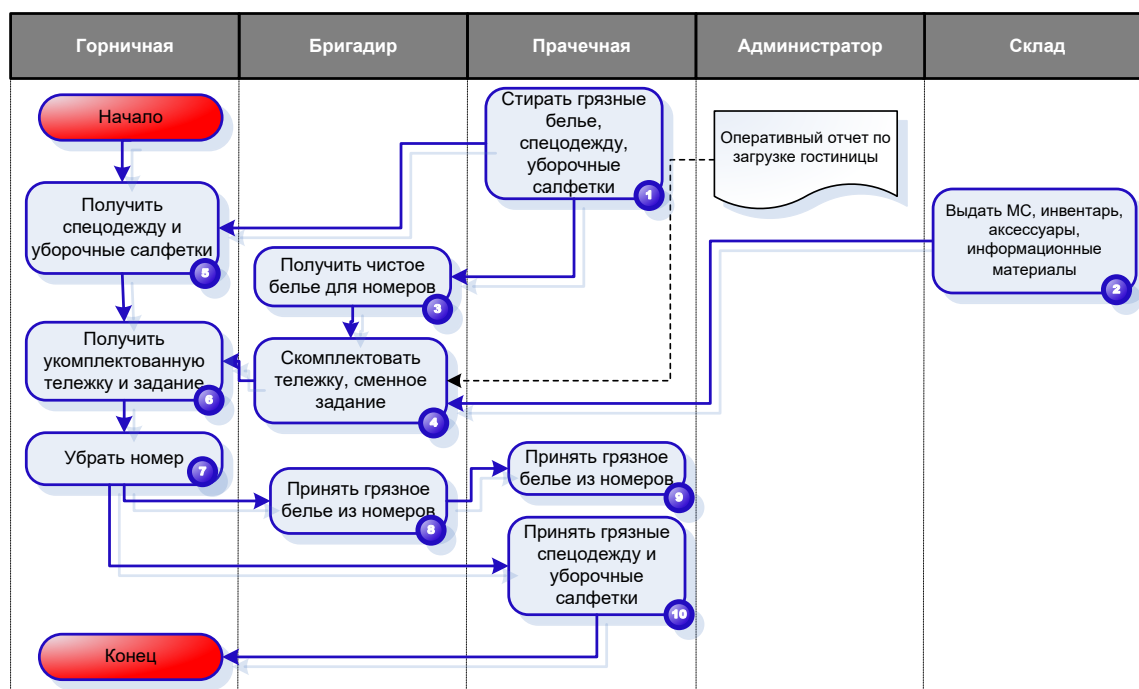 Горничная
Бригадир
Прачечная
Администратор
Склад
Начало
Стирать грязные
белье,
спецодежду,
уборочные
салфетки
1
Оперативный отчет по
загрузке гостиницы
Получить
спецодежду и
уборочные салфетки
5
Выдать МС, инвентарь,
аксессуары,
информационные
материалы
2
Получить чистое
белье для номеров
3
Получить
укомплектованную
тележку и задание
6
Скомплектовать
тележку, сменное
задание
4
Убрать номер
7
Принять грязное
белье из номеров
8
Принять грязное
белье из номеров
9
Принять грязные
спецодежду и
уборочные
салфетки
10
Конец